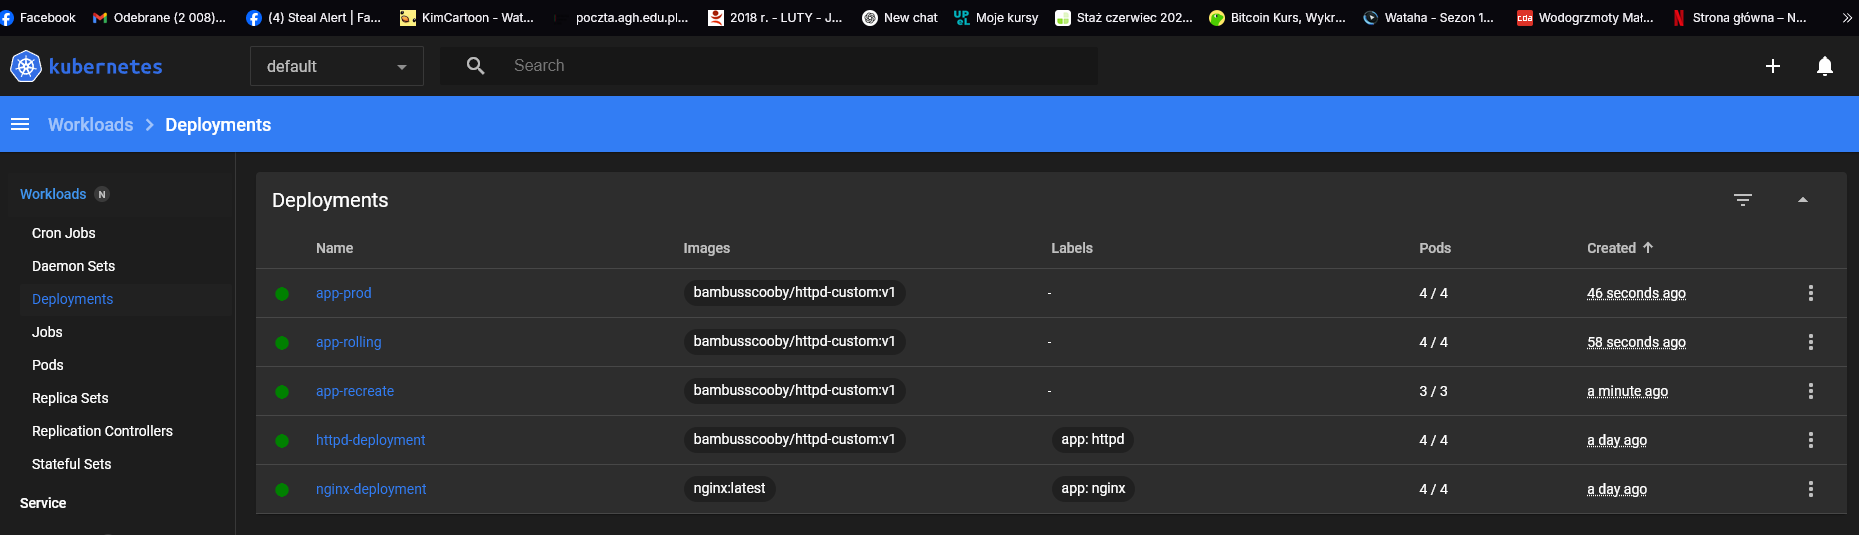 Facebook Odebrane (2 008)... (4) Steal Alert | Fa... KimCartoon - Wat... poczta.agh.edu.pl... 2018 r. - LUTY - J... New chat UPEL Moje kursy Staż czerwiec 202... Bitcoin Kurs, Wykr... Wataha - Sezon 1... cda Wodogrzmoty Mał... Strona główna – N...
kubernetes default Search
Workloads Deployments
Workloads N
Cron Jobs
Daemon Sets
Deployments
Jobs
Pods
Replica Sets
Replication Controllers
Stateful Sets
Service
Deployments
Name Images Labels Pods Created
app-prod bambusscooby/httpd-custom:v1 - 4 / 4 46 seconds ago
app-rolling bambusscooby/httpd-custom:v1 - 4 / 4 58 seconds ago
app-recreate bambusscooby/httpd-custom:v1 - 3 / 3 a minute ago
httpd-deployment bambusscooby/httpd-custom:v1 app: httpd 4 / 4 a day ago
nginx-deployment nginx:latest app: nginx 4 / 4 a day ago